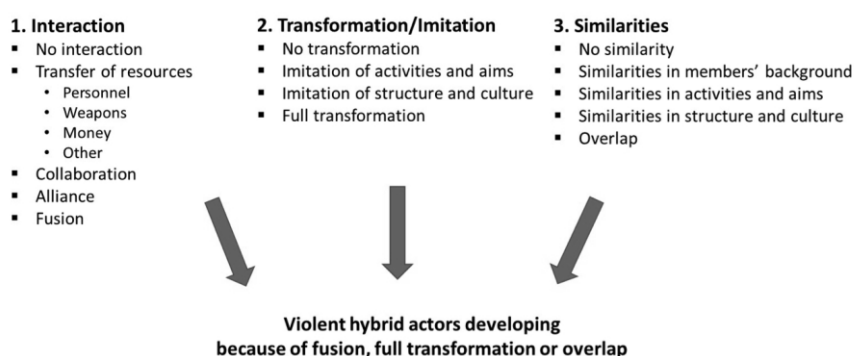 1. Interaction
▪ No interaction
▪ Transfer of resources
• Personnel
• Weapons
• Money
• Other
▪ Collaboration
▪ Alliance
▪ Fusion
2. Transformation/Imitation
▪ No transformation
▪ Imitation of activities and aims
▪ Imitation of structure and culture
▪ Full transformation
3. Similarities
▪ No similarity
▪ Similarities in members’ background
▪ Similarities in activities and aims
▪ Similarities in structure and culture
▪ Overlap
Violent hybrid actors developing
because of fusion, full transformation or overlap